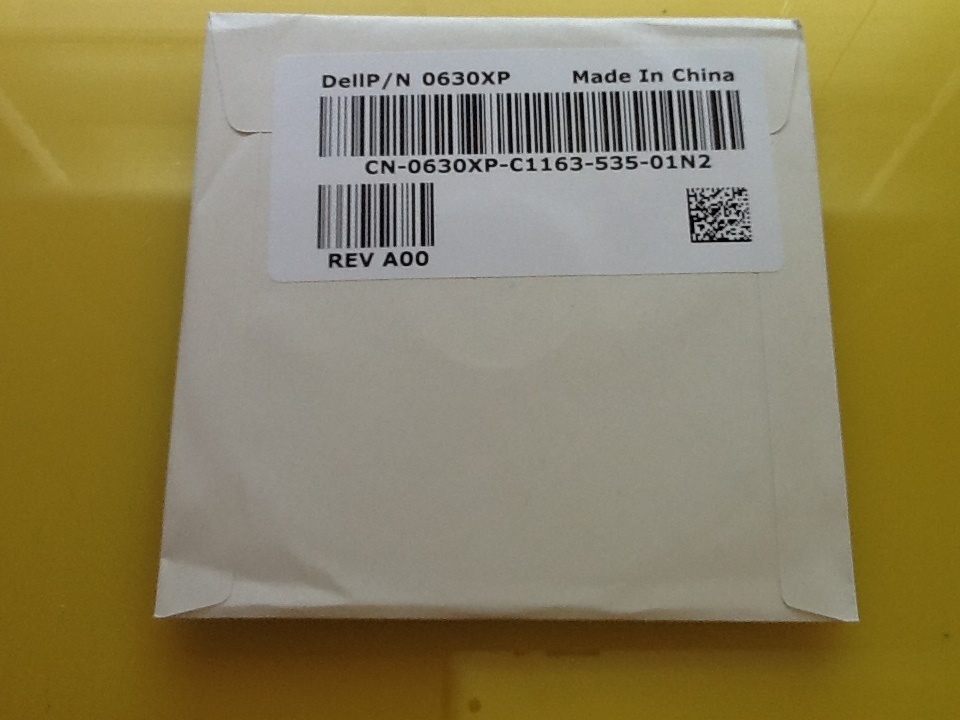 DellP/N 0630XP Made In China
CN-0630XP-C1163-535-01N2
REV A00